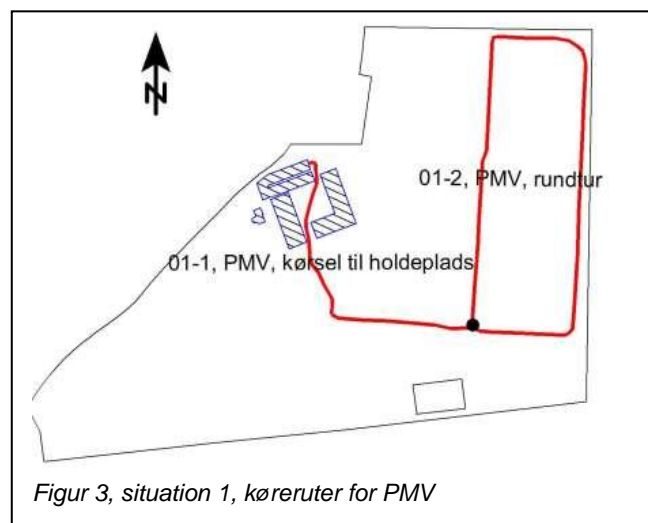 N
01-2, PMV, rundtur
01-1, PMV, kørsel til holdeplads
Figur 3, situation 1, køreruter for PMV